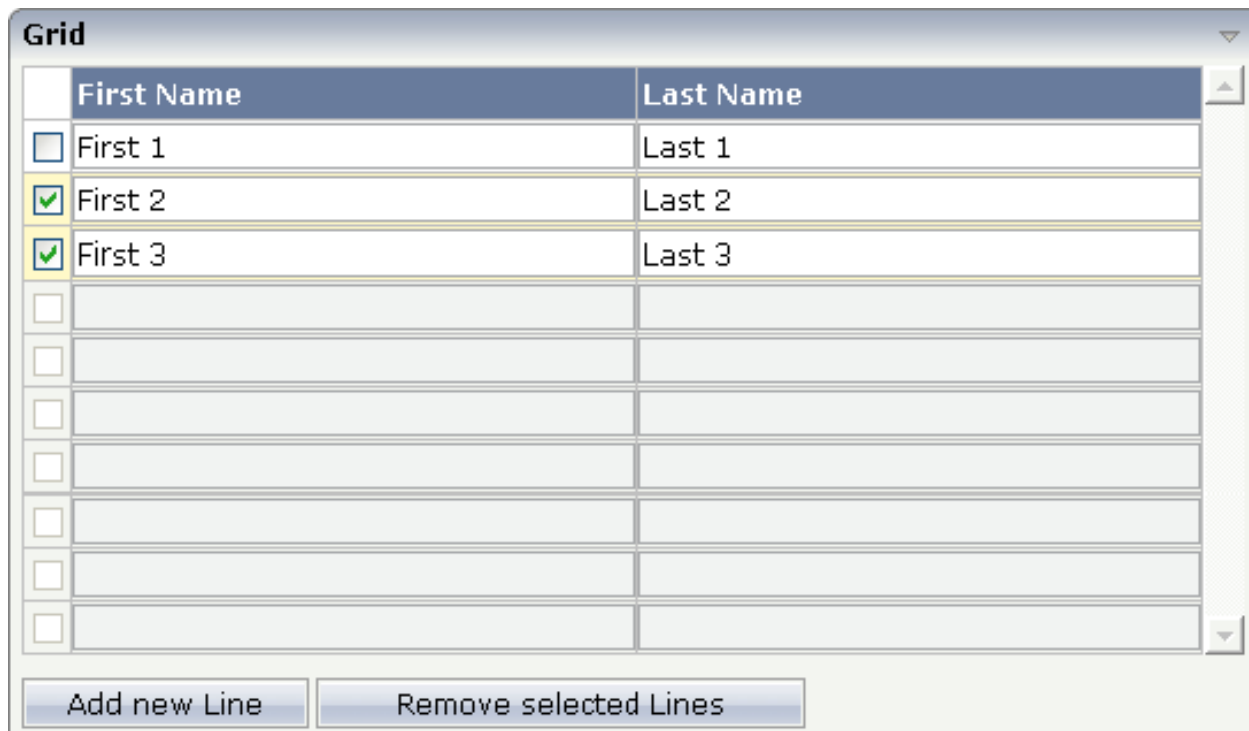 Grid
First Name Last Name
First 1 Last 1
First 2 Last 2
First 3 Last 3
Add new Line Remove selected Lines